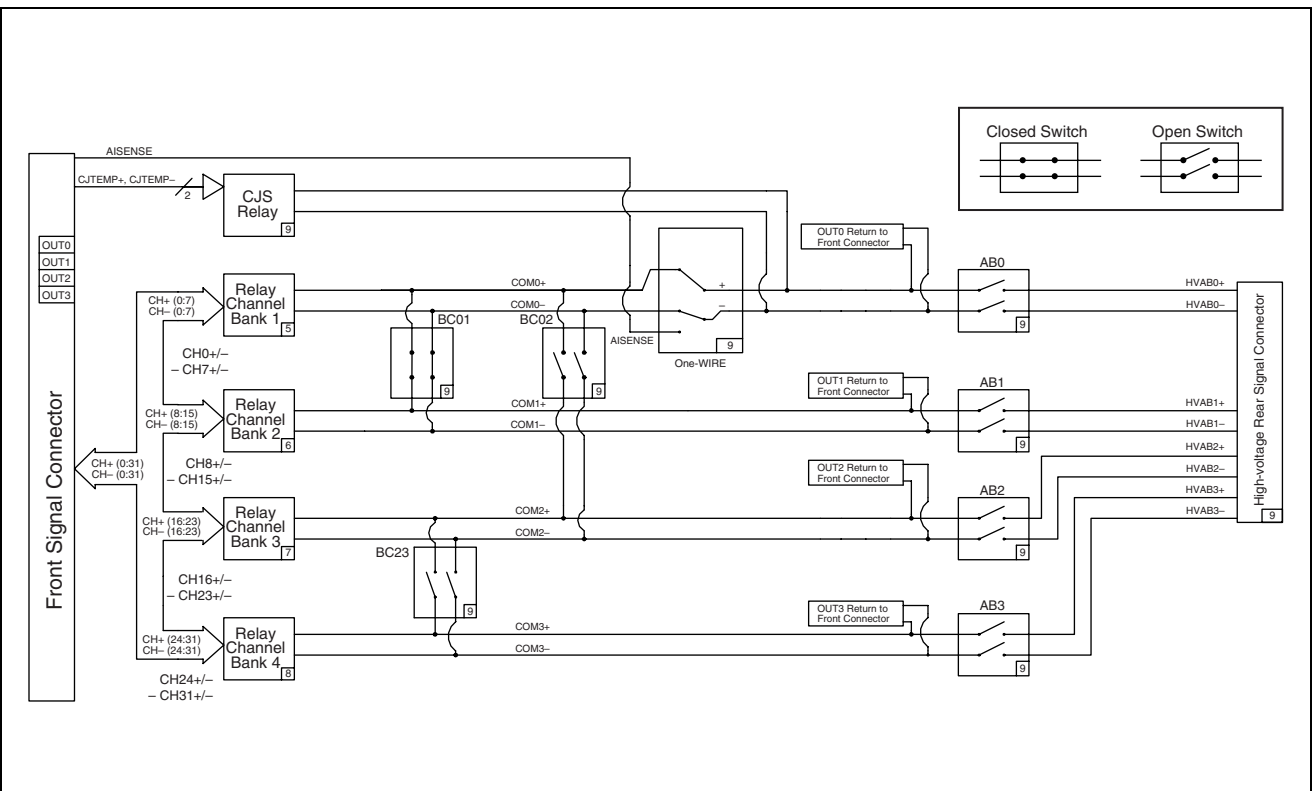 AISENSE
CJTEMP+, CJTEMP–
2
CJS
Relay
9
Closed Switch
Open Switch
OUT0
OUT1
OUT2
OUT3
Front Signal Connector
CH+ (0:31)
CH– (0:31)
CH+ (0:7)
CH– (0:7)
Relay
Channel
Bank 1
5
CH0+/–
– CH7+/–
CH+ (8:15)
CH– (8:15)
Relay
Channel
Bank 2
6
CH8+/–
– CH15+/–
CH+ (16:23)
CH– (16:23)
Relay
Channel
Bank 3
7
CH16+/–
– CH23+/–
CH+ (24:31)
CH– (24:31)
Relay
Channel
Bank 4
8
CH24+/–
– CH31+/–
COM0+
COM0–
BC01
9
BC02
9
AISENSE
+
–
9
One-WIRE
COM1+
COM1–
COM2+
COM2–
BC23
9
COM3+
COM3–
OUT0 Return to
Front Connector
AB0
9
OUT1 Return to
Front Connector
AB1
9
OUT2 Return to
Front Connector
AB2
9
OUT3 Return to
Front Connector
AB3
9
HVAB0+
HVAB0–
HVAB1+
HVAB1–
HVAB2+
HVAB2–
HVAB3+
HVAB3–
High-voltage Rear Signal Connector
9